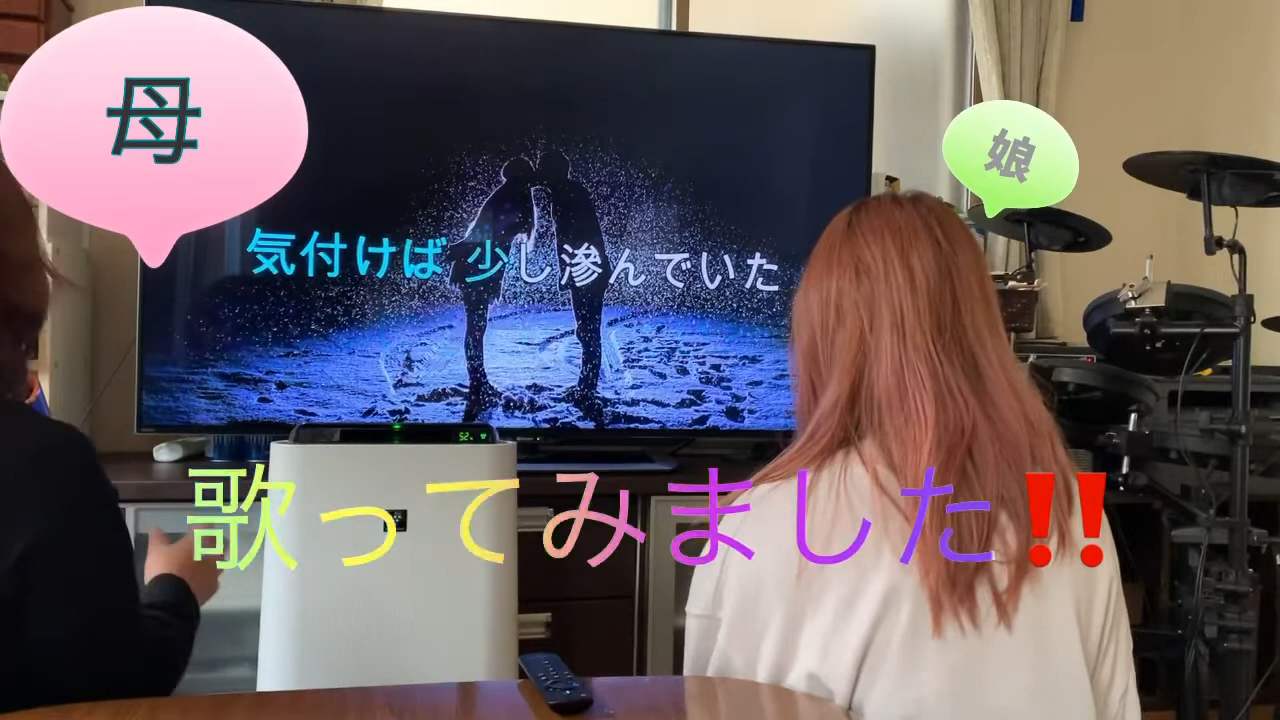 母
娘
気付けば 少し滲んでいた
歌ってみました‼
52%